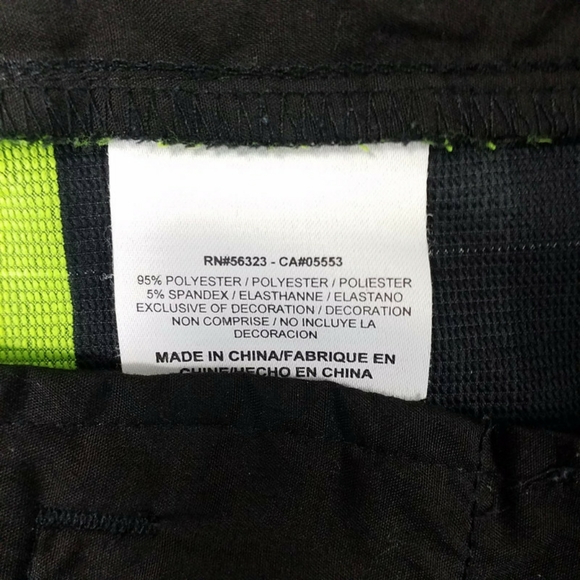 RN#56323 - CA#05553
95% POLYESTER / POLYESTER / POLIESTER
5% SPANDEX / ELASTHANNE / ELASTANO
EXCLUSIVE OF DECORATION / DECORATION
NON COMPRISE / NO INCLUYE LA
DECORACION
MADE IN CHINA/FABRIQUE EN
CHINE/HECHO EN CHINA